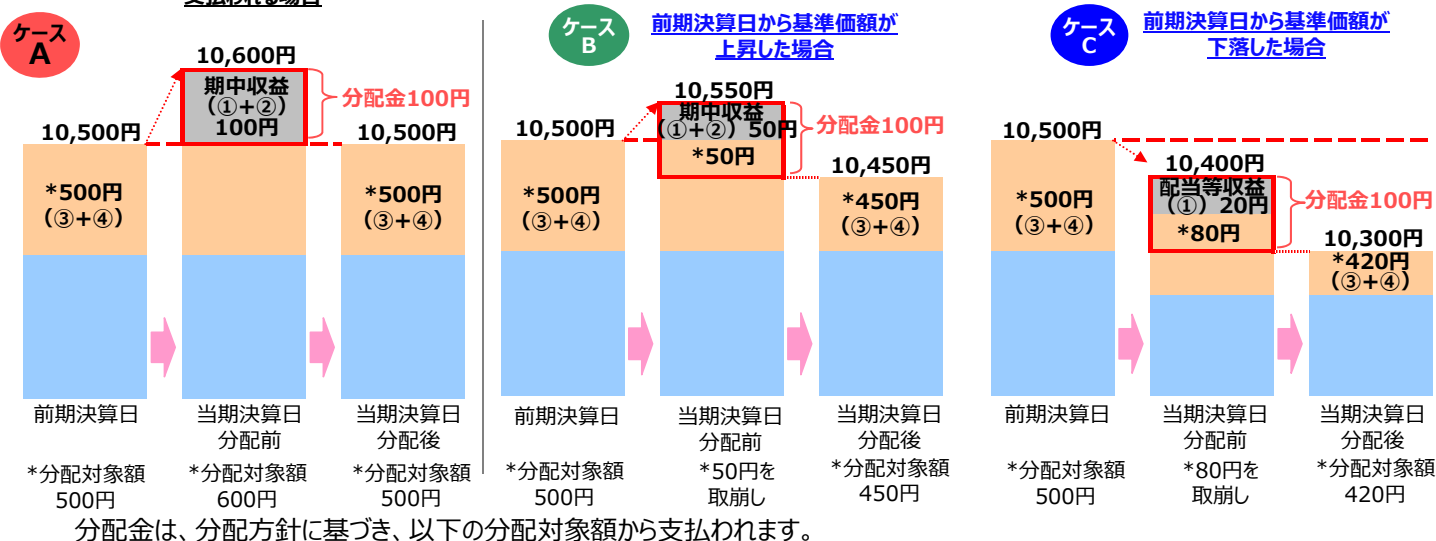 支払われる場合
ケース
A
10,600円
期中収益
(①+②)
100円
分配金100円
10,500円
10,500円
*500円
(③+④)
*500円
(③+④)
前期決算日
当期決算日
分配前
当期決算日
分配後
*分配対象額
500円
*分配対象額
600円
*分配対象額
500円
ケース
B
前期決算日から基準価額が
上昇した場合
10,550円
期中収益
(①+②) 50円
分配金100円
10,500円
*50円
10,450円
*500円
(③+④)
*450円
(③+④)
前期決算日
当期決算日
分配前
当期決算日
分配後
*分配対象額
500円
*50円を
取崩し
*分配対象額
450円
ケース
C
前期決算日から基準価額が
下落した場合
10,500円
10,400円
配当等収益
(①) 20円
分配金100円
*500円
(③+④)
*80円
10,300円
*420円
(③+④)
前期決算日
当期決算日
分配前
当期決算日
分配後
*分配対象額
500円
*80円を
取崩し
*分配対象額
420円
分配金は、分配方針に基づき、以下の分配対象額から支払われます。